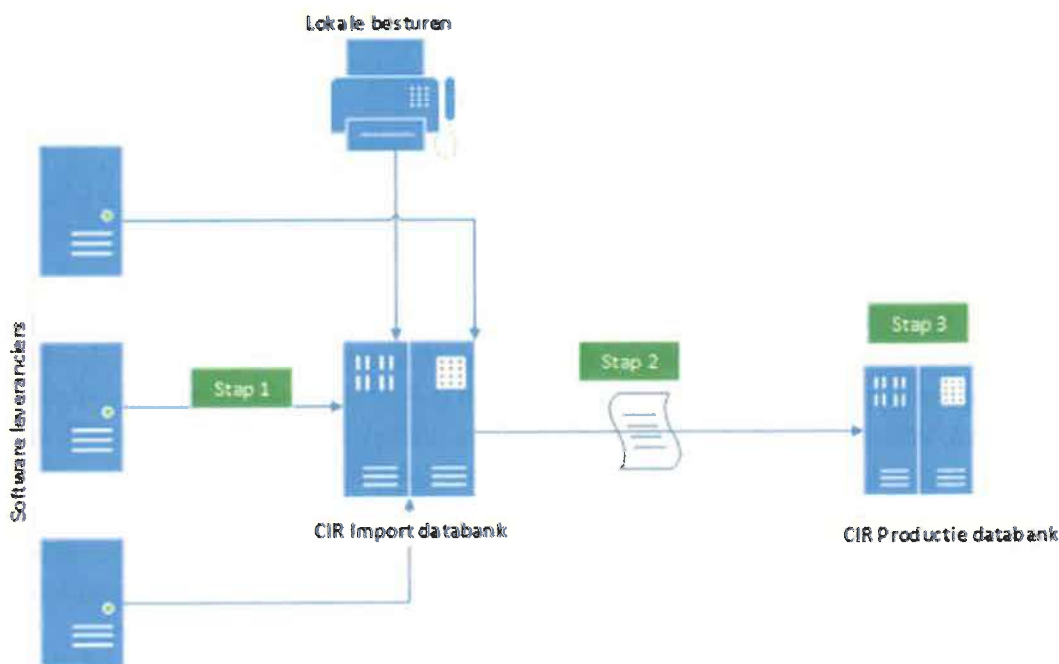 Lokale besturen
Software leveranciers
Stap 1
Stap 2
Stap 3
CIR Import databank
CIR Productie databank